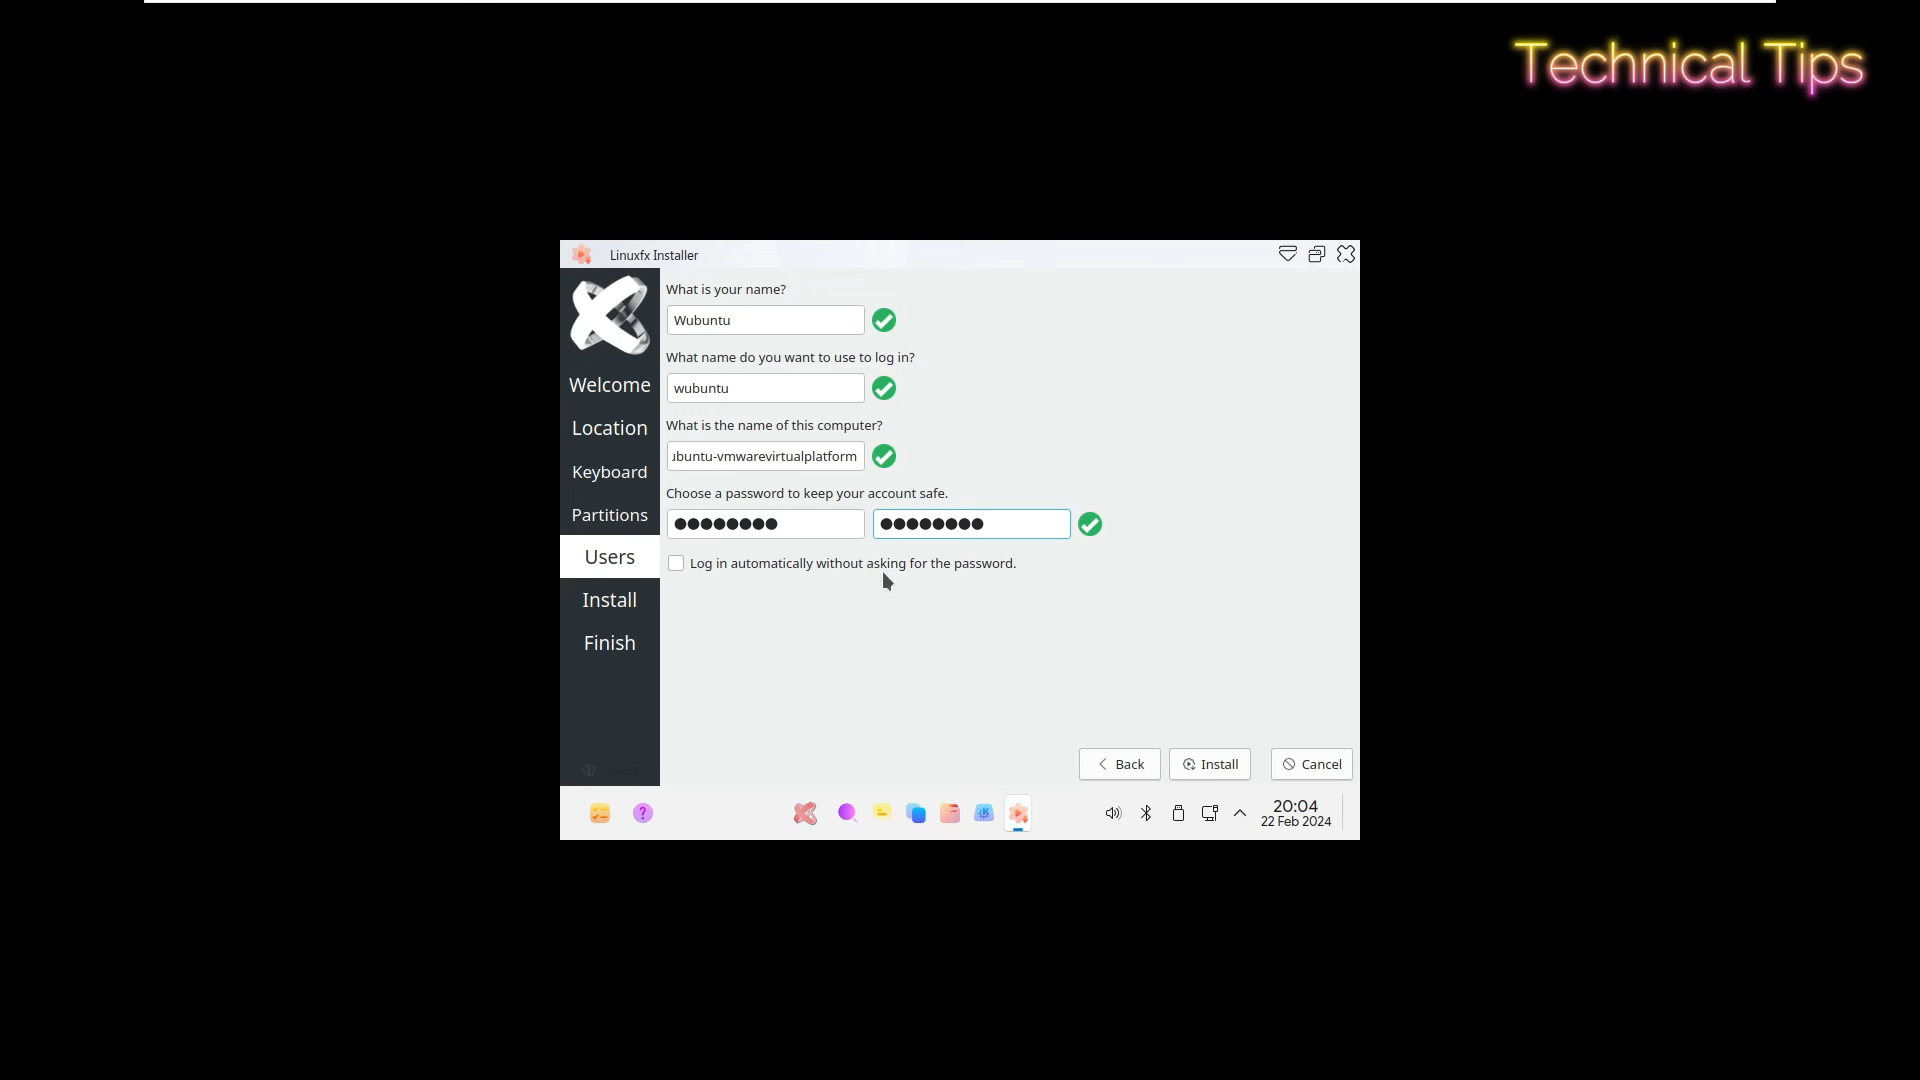 Technical Tips
Linuxfx Installer
What is your name?
Wubuntu
What name do you want to use to log in?
wubuntu
What is the name of this computer?
ubuntu-vmwarevirtualplatform
Choose a password to keep your account safe.
Log in automatically without asking for the password.
Welcome
Location
Keyboard
Partitions
Users
Install
Finish
Back
Install
Cancel
20:04
22 Feb 2024